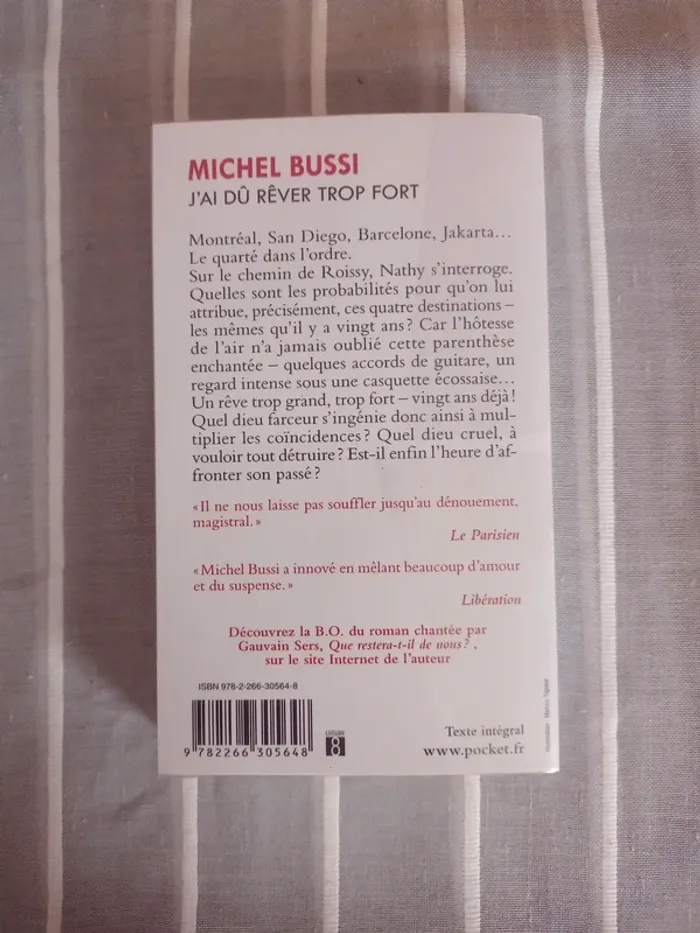 MICHEL BUSSI
J'AI DÛ RÊVER TROP FORT
Montréal, San Diego, Barcelone, Jakarta...
Le quarté dans l'ordre.
Sur le chemin de Roissy, Nathy s'interroge.
Quelles sont les probabilités pour qu'on lui
attribue, précisément, ces quatre destinations –
les mêmes qu'il y a vingt ans ? Car l'hôtesse
de l'air n'a jamais oublié cette parenthèse
enchantée – quelques accords de guitare, un
regard intense sous une casquette écossaise...
Un rêve trop grand, trop fort – vingt ans déjà !
Quel dieu farceur s'ingénie donc ainsi à mul-
tiplier les coïncidences ? Quel dieu cruel, à
vouloir tout détruire ? Est-il enfin l'heure d'af-
fronter son passé ?
« Il ne nous laisse pas souffler jusqu'au dénouement,
magistral. »
Le Parisien
« Michel Bussi a innové en mêlant beaucoup d'amour
et du suspense. »
Libération
Découvrez la B.O. du roman chantée par
Gauvain Sers, Que restera-t-il de nous ? ,
sur le site Internet de l'auteur
ISBN 978-2-266-30564-8
9 782266 305648
8
Texte intégral
www.pocket.fr